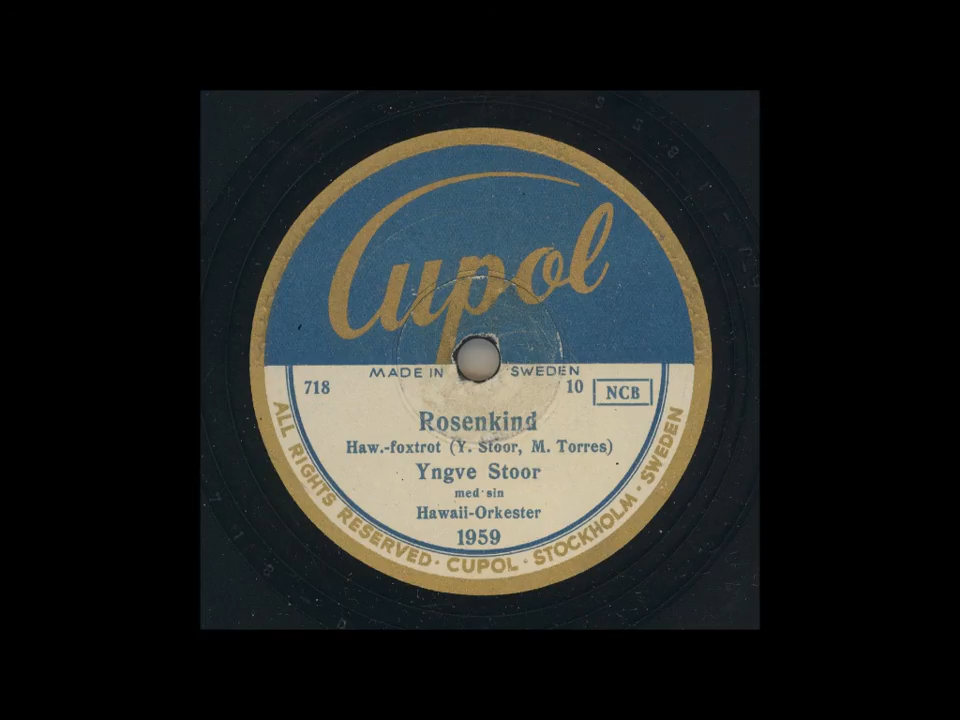 Cupol
MADE IN SWEDEN
718 10 NCB
Rosenkind
Haw.-foxtrot (Y. Stoor, M. Torres)
Yngve Stoor
med sin
Hawaii-Orkester
1959
ALL RIGHTS RESERVED · CUPOL · STOCKHOLM · SWEDEN